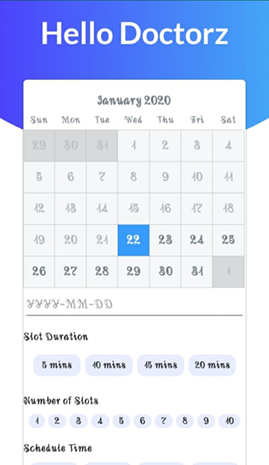 Hello Doctorz
January 2020
Sun Mon Tue Wed Thu Fri Sat
29 30 31 1 2 3 4
5 6 7 8 9 10 11
12 13 14 15 16 17 18
19 20 21 22 23 24 25
26 27 28 29 30 31 1
YYYY-MM-DD
Slot Duration
5 mins 10 mins 15 mins 20 mins
Number of Slots
1 2 3 4 5 6 7 8 9 10
Schedule Time